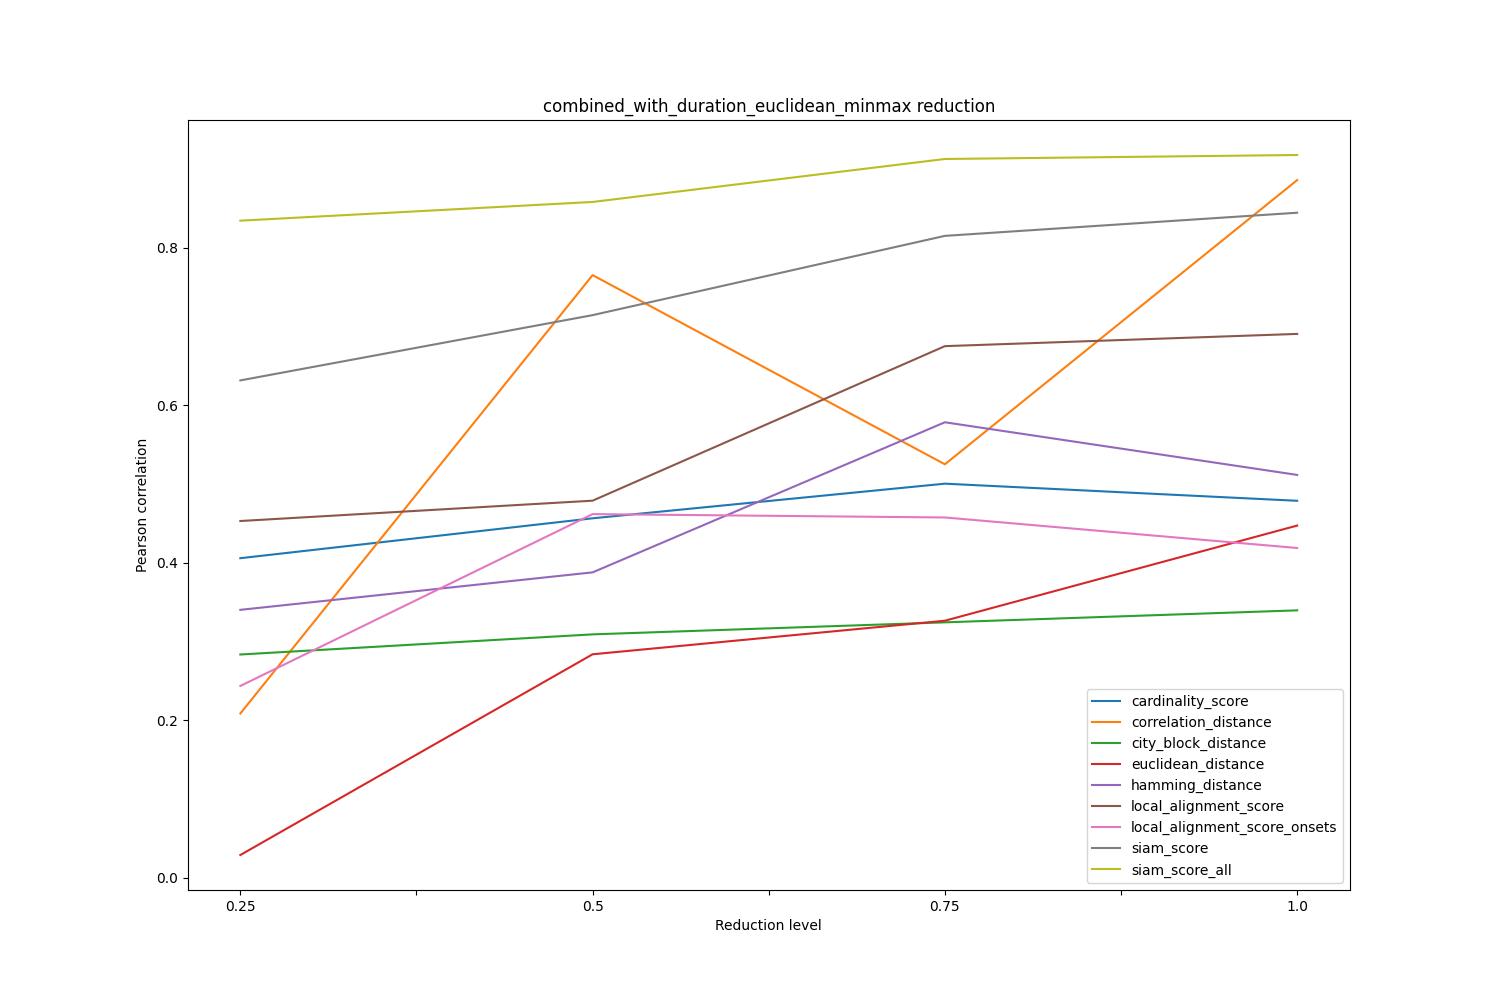 combined_with_duration_euclidean_minmax reduction
Pearson correlation
0.8
0.6
0.4
0.2
0.0
0.25
0.5
0.75
1.0
Reduction level
cardinality_score
correlation_distance
city_block_distance
euclidean_distance
hamming_distance
local_alignment_score
local_alignment_score_onsets
siam_score
siam_score_all